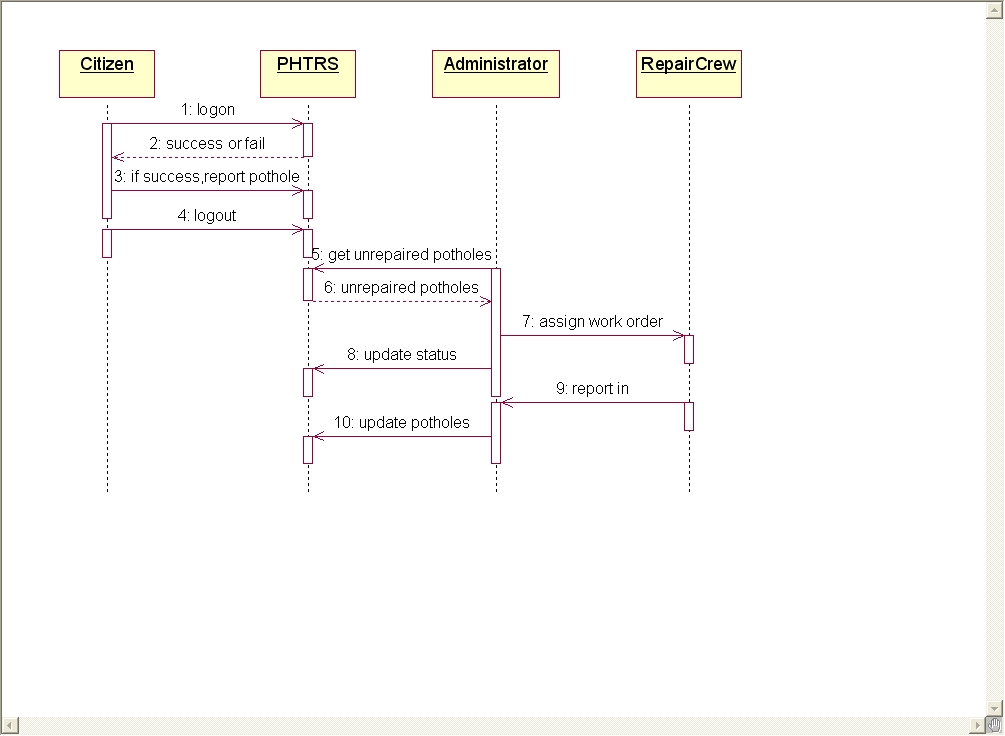 Citizen
PHTRS
Administrator
RepairCrew
1: logon
2: success or fail
3: if success,report pothole
4: logout
5: get unrepaired potholes
6: unrepaired potholes
7: assign work order
8: update status
9: report in
10: update potholes